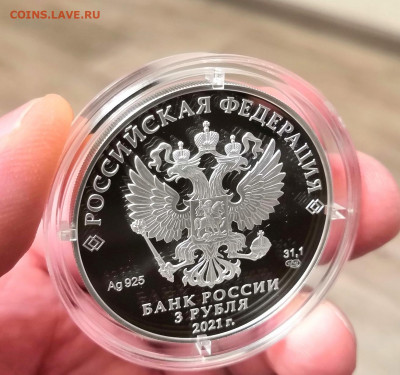 COINS.LAVE.RU
РОССИЙСКАЯ ФЕДЕРАЦИЯ
Ag 925
31,1
БАНК РОССИИ
3 РУБЛЯ
2021 г.